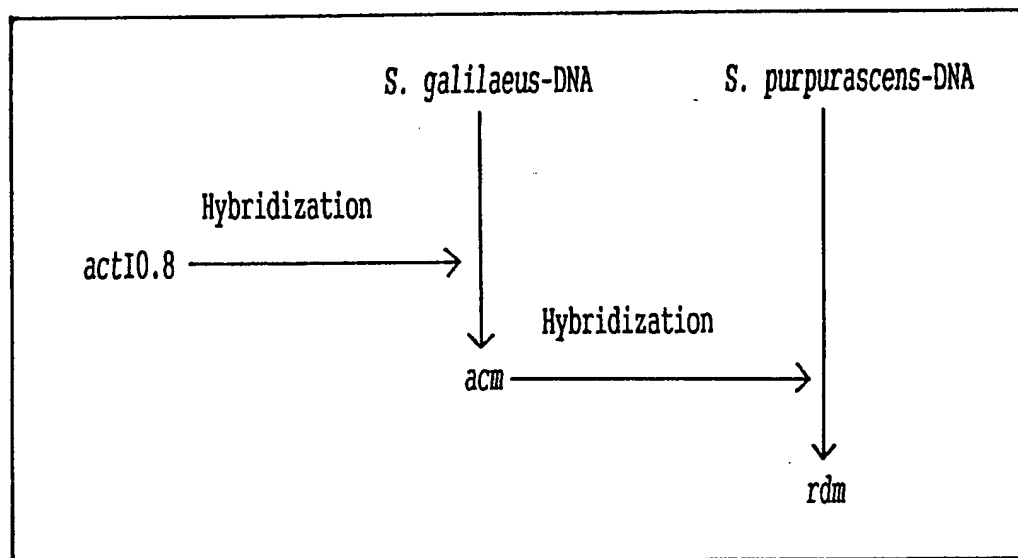 S. galilaeus-DNA
S. purpurascens-DNA
Hybridization
actI0.8
Hybridization
acm
rdm